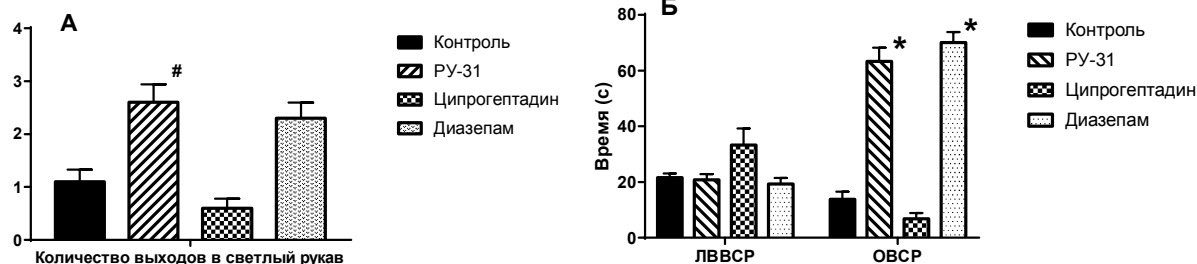 А
4
3
2
1
0
#
Количество выходов в светлый рукав
Контроль
РУ-31
Ципрогептадин
Диазепам
Б
Время (с)
80
60
40
20
0
*
*
ЛВВСР
ОВСР
Контроль
РУ-31
Ципрогептадин
Диазепам